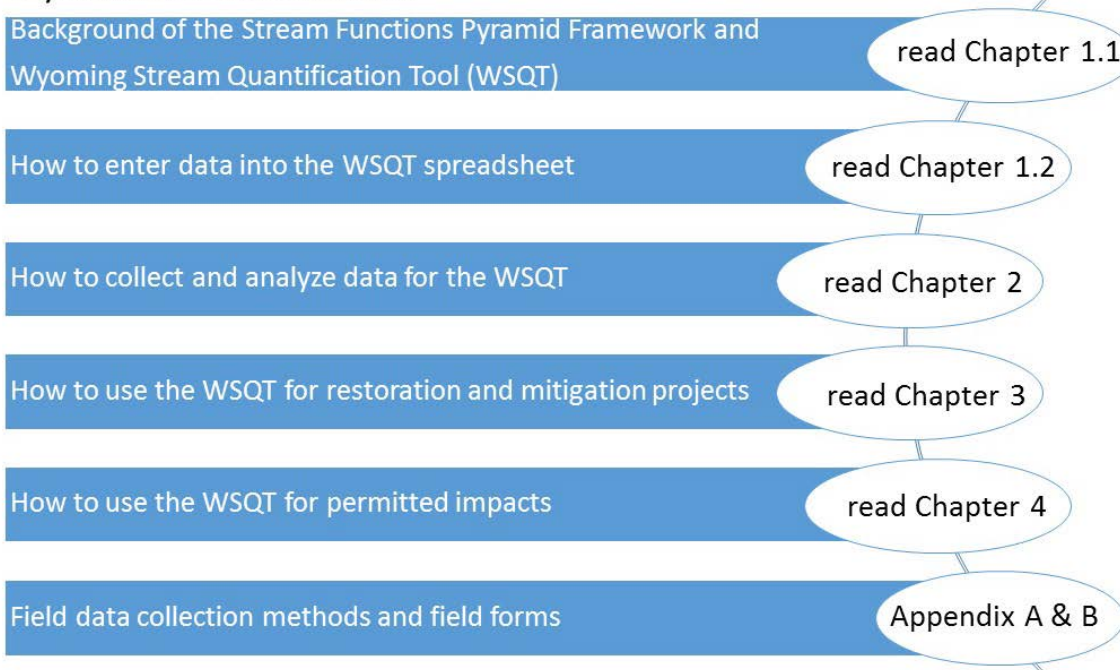 Background of the Stream Functions Pyramid Framework and
Wyoming Stream Quantification Tool (WSQT)
read Chapter 1.1
How to enter data into the WSQT spreadsheet
read Chapter 1.2
How to collect and analyze data for the WSQT
read Chapter 2
How to use the WSQT for restoration and mitigation projects
read Chapter 3
How to use the WSQT for permitted impacts
read Chapter 4
Field data collection methods and field forms
Appendix A & B